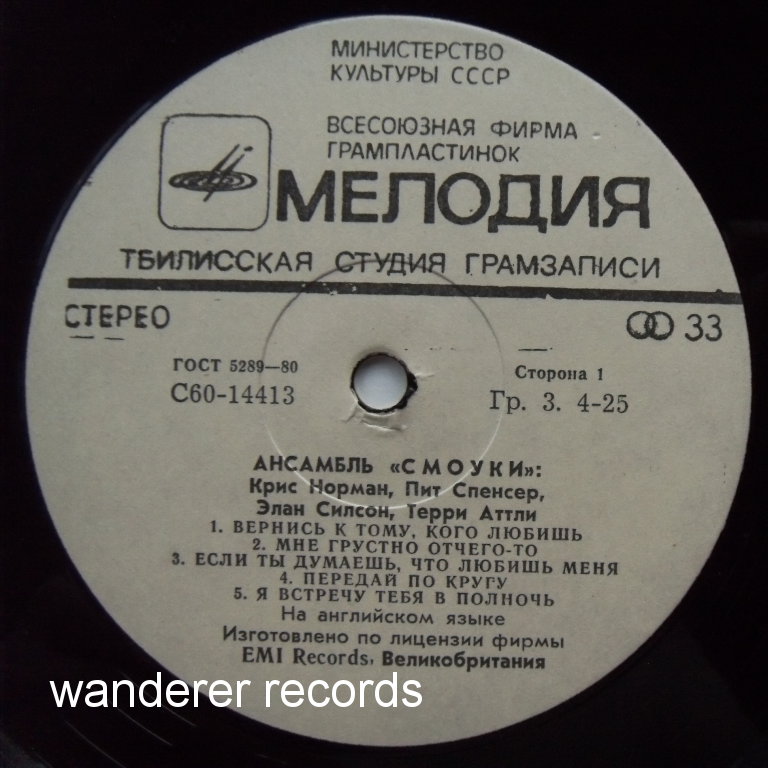 МИНИСТЕРСТВО
КУЛЬТУРЫ СССР
ВСЕСОЮЗНАЯ ФИРМА
ГРАМПЛАСТИНОК
МЕЛОДИЯ
ТБИЛИССКАЯ СТУДИЯ ГРАМЗАПИСИ
СТЕРЕО
33
ГОСТ 5289—80
Сторона 1
С60-14413
Гр. 3. 4-25
АНСАМБЛЬ «СМОУКИ»:
Крис Норман, Пит Спенсер,
Элан Силсон, Терри Аттли
1. ВЕРНИСЬ К ТОМУ, КОГО ЛЮБИШЬ
2. МНЕ ГРУСТНО ОТЧЕГО-ТО
3. ЕСЛИ ТЫ ДУМАЕШЬ, ЧТО ЛЮБИШЬ МЕНЯ
4. ПЕРЕДАЙ ПО КРУГУ
5. Я ВСТРЕЧУ ТЕБЯ В ПОЛНОЧЬ
На английском языке
Изготовлено по лицензии фирмы
EMI Records, Великобритания
wanderer records